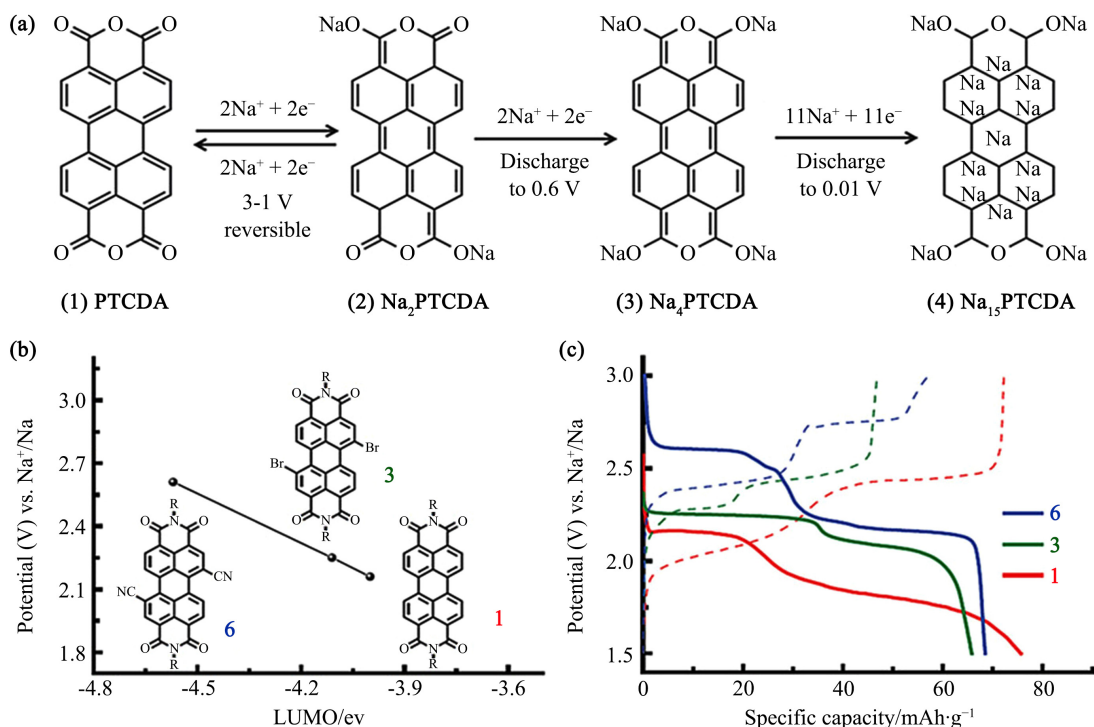 (a)
O O O
O O O
NaO O O
O O ONa
NaO O ONa
NaO O ONa
NaO O ONa
Na
Na Na
Na Na
Na
Na Na
Na Na
Na
NaO O ONa
2Na⁺ + 2e⁻
2Na⁺ + 2e⁻
3-1 V
reversible
2Na⁺ + 2e⁻
Discharge
to 0.6 V
11Na⁺ + 11e⁻
Discharge
to 0.01 V
(1) PTCDA
(2) Na₂PTCDA
(3) Na₄PTCDA
(4) Na₁₅PTCDA
(b)
Potential (V) vs. Na⁺/Na
3.0
2.7
2.4
2.1
1.8
-4.8 -4.5 -4.2 -3.9 -3.6
LUMO/ev
R
O N O
Br
Br
O N O
R
3
R
O N O
CN
NC
O N O
R
6
R
O N O
O N O
R
1
(c)
Potential (V) vs. Na⁺/Na
3.0
2.5
2.0
1.5
0 20 40 60 80
Specific capacity/mAh·g⁻¹
6
3
1